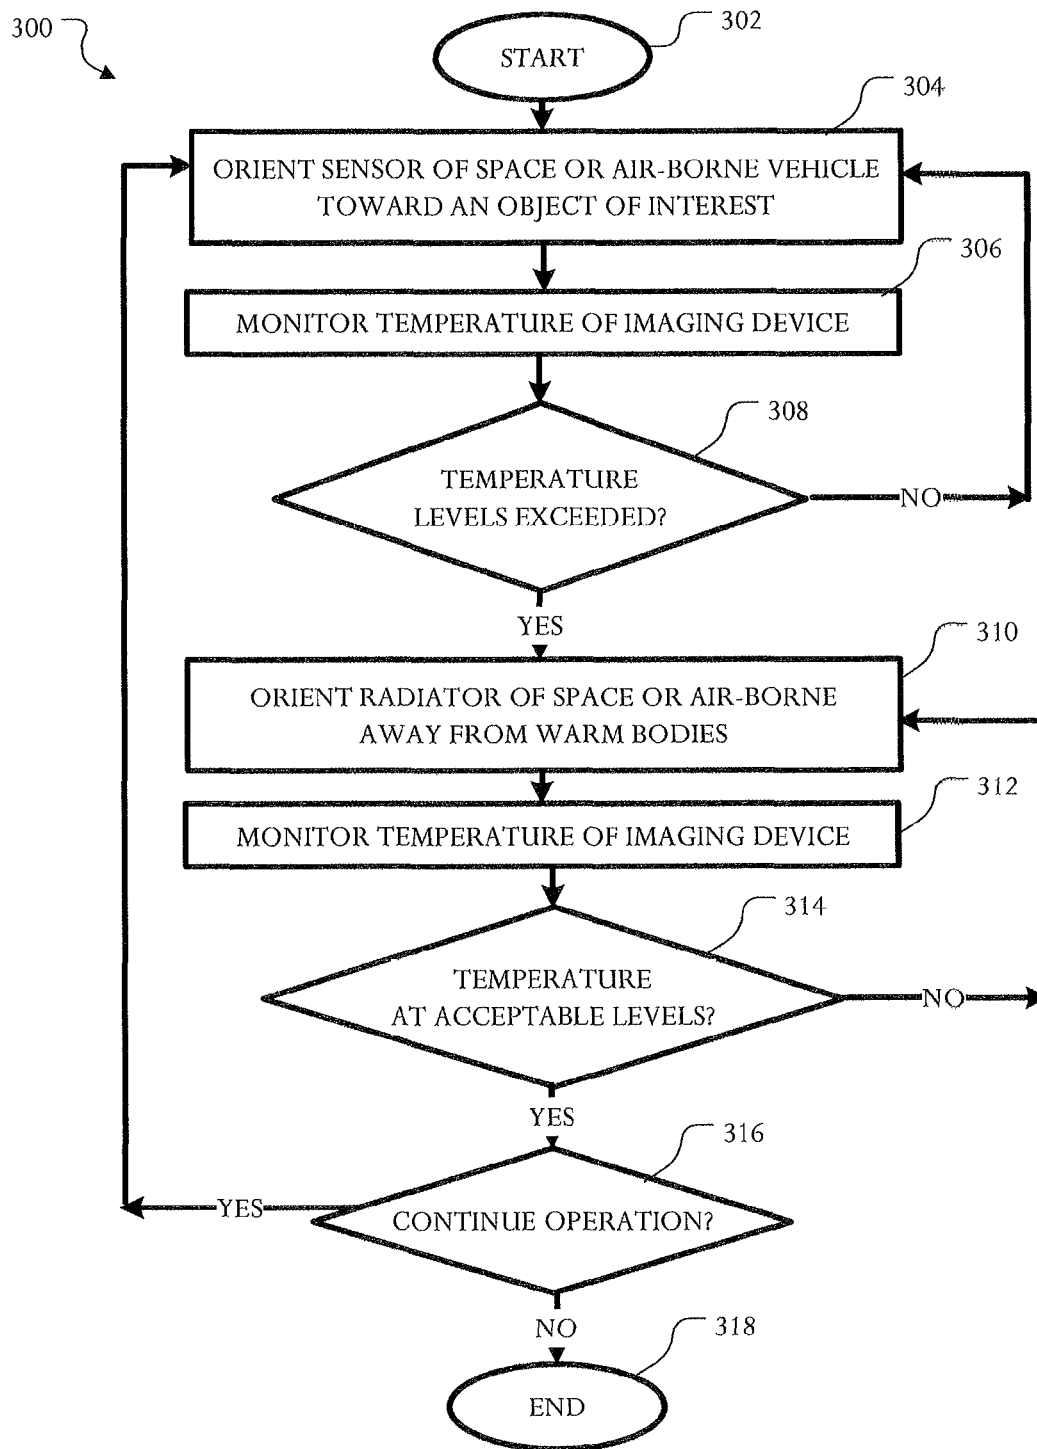 300
302
START
304
ORIENT SENSOR OF SPACE OR AIR-BORNE VEHICLE
TOWARD AN OBJECT OF INTEREST
306
MONITOR TEMPERATURE OF IMAGING DEVICE
308
TEMPERATURE
LEVELS EXCEEDED?
NO
YES
310
ORIENT RADIATOR OF SPACE OR AIR-BORNE
AWAY FROM WARM BODIES
312
MONITOR TEMPERATURE OF IMAGING DEVICE
314
TEMPERATURE
AT ACCEPTABLE LEVELS?
NO
YES
316
YES
CONTINUE OPERATION?
NO
318
END